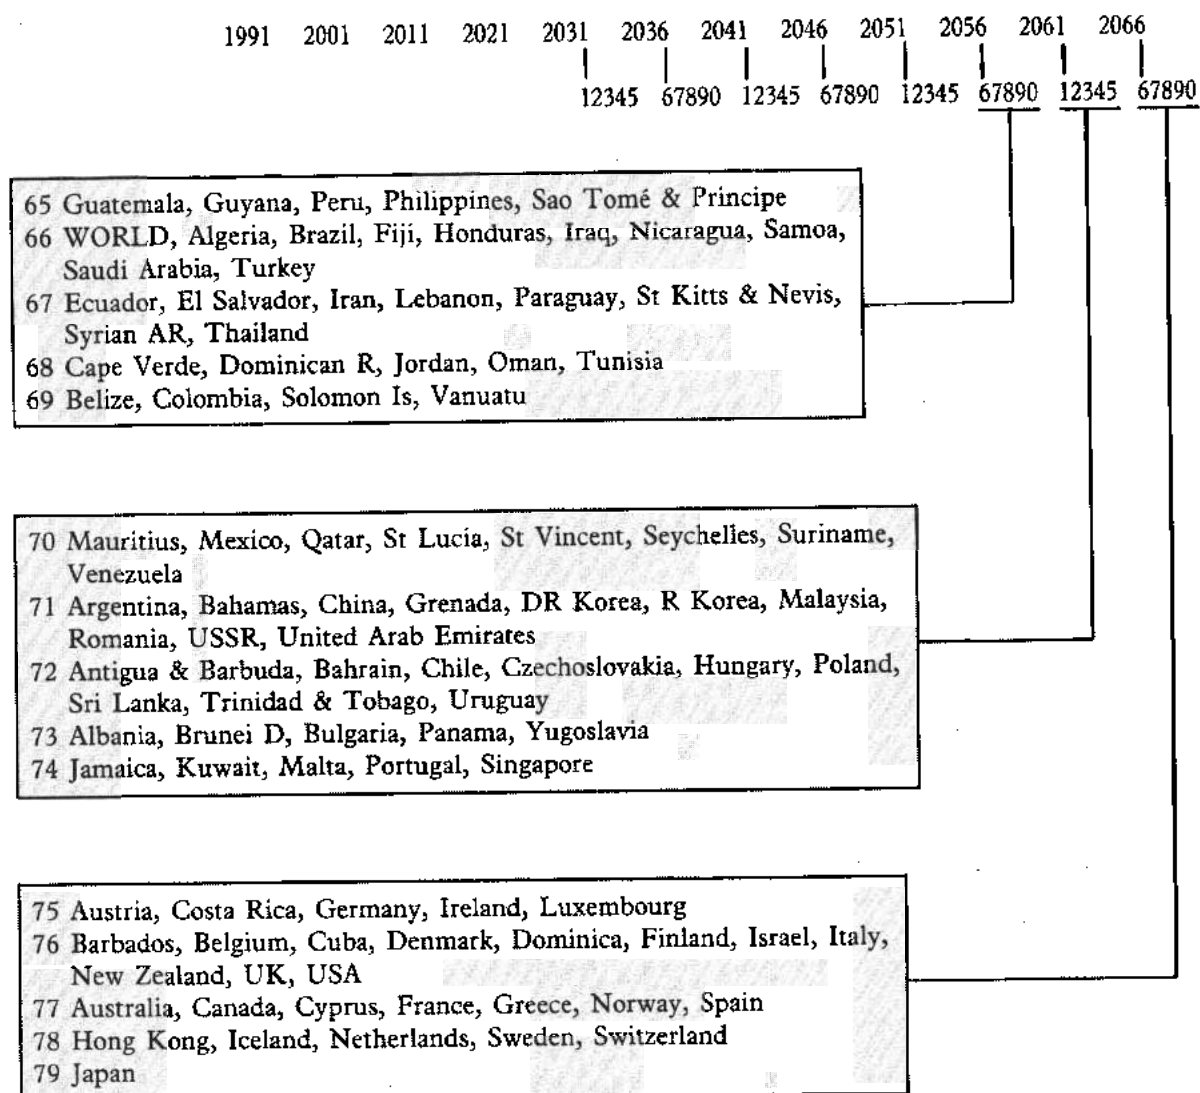 1991 2001 2011 2021 2031 2036 2041 2046 2051 2056 2061 2066
12345 67890 12345 67890 12345 67890 12345 67890
65 Guatemala, Guyana, Peru, Philippines, Sao Tomé & Principe
66 WORLD, Algeria, Brazil, Fiji, Honduras, Iraq, Nicaragua, Samoa,
Saudi Arabia, Turkey
67 Ecuador, El Salvador, Iran, Lebanon, Paraguay, St Kitts & Nevis,
Syrian AR, Thailand
68 Cape Verde, Dominican R, Jordan, Oman, Tunisia
69 Belize, Colombia, Solomon Is, Vanuatu
70 Mauritius, Mexico, Qatar, St Lucia, St Vincent, Seychelles, Suriname,
Venezuela
71 Argentina, Bahamas, China, Grenada, DR Korea, R Korea, Malaysia,
Romania, USSR, United Arab Emirates
72 Antigua & Barbuda, Bahrain, Chile, Czechoslovakia, Hungary, Poland,
Sri Lanka, Trinidad & Tobago, Uruguay
73 Albania, Brunei D, Bulgaria, Panama, Yugoslavia
74 Jamaica, Kuwait, Malta, Portugal, Singapore
75 Austria, Costa Rica, Germany, Ireland, Luxembourg
76 Barbados, Belgium, Cuba, Denmark, Dominica, Finland, Israel, Italy,
New Zealand, UK, USA
77 Australia, Canada, Cyprus, France, Greece, Norway, Spain
78 Hong Kong, Iceland, Netherlands, Sweden, Switzerland
79 Japan